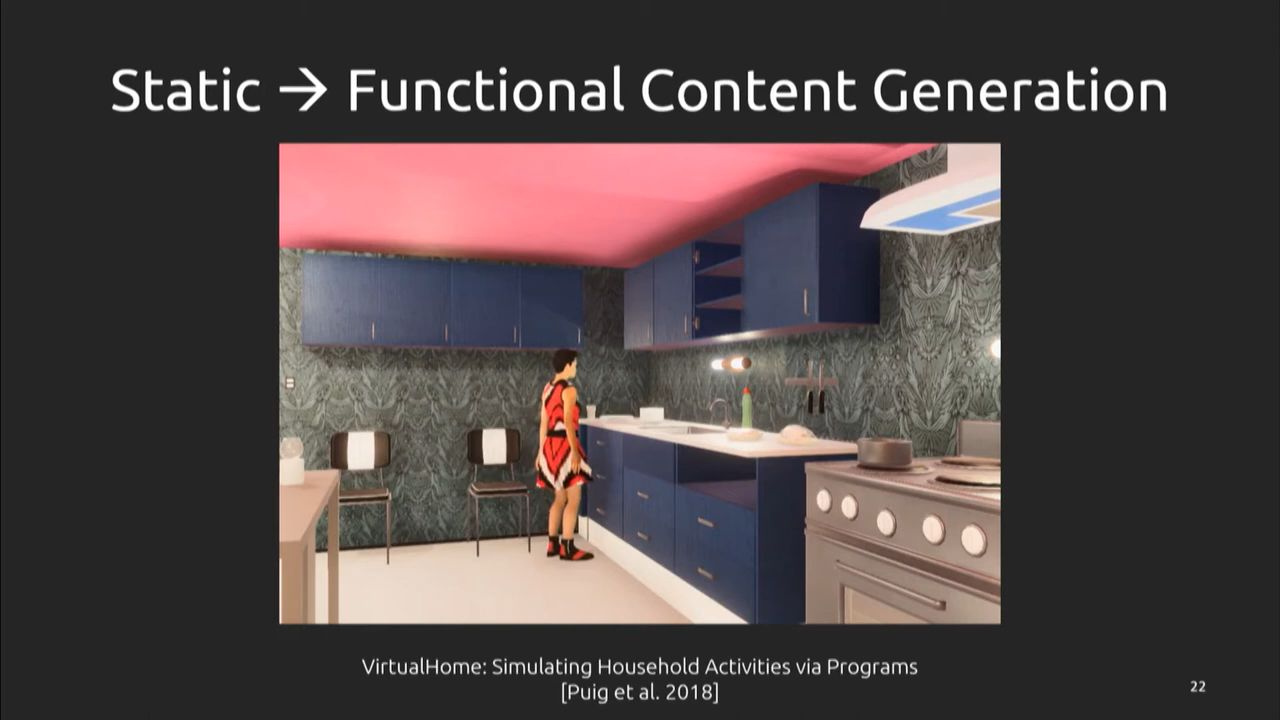 Static → Functional Content Generation
VirtualHome: Simulating Household Activities via Programs
[Puig et al. 2018]
22